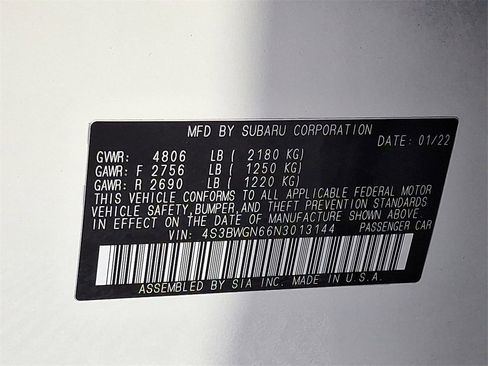 MFD BY SUBARU CORPORATION
DATE: 01/22
GVWR: 4806 LB ( 2180 KG)
GAWR: F 2756 LB ( 1250 KG)
GAWR: R 2690 LB ( 1220 KG)
THIS VEHICLE CONFORMS TO ALL APPLICABLE FEDERAL MOTOR
VEHICLE SAFETY, BUMPER, AND THEFT PREVENTION STANDARDS
IN EFFECT ON THE DATE OF MANUFACTURE SHOWN ABOVE.
VIN: 4S3BWGN66N3013144 PASSENGER CAR
ASSEMBLED BY SIA INC. MADE IN U.S.A.